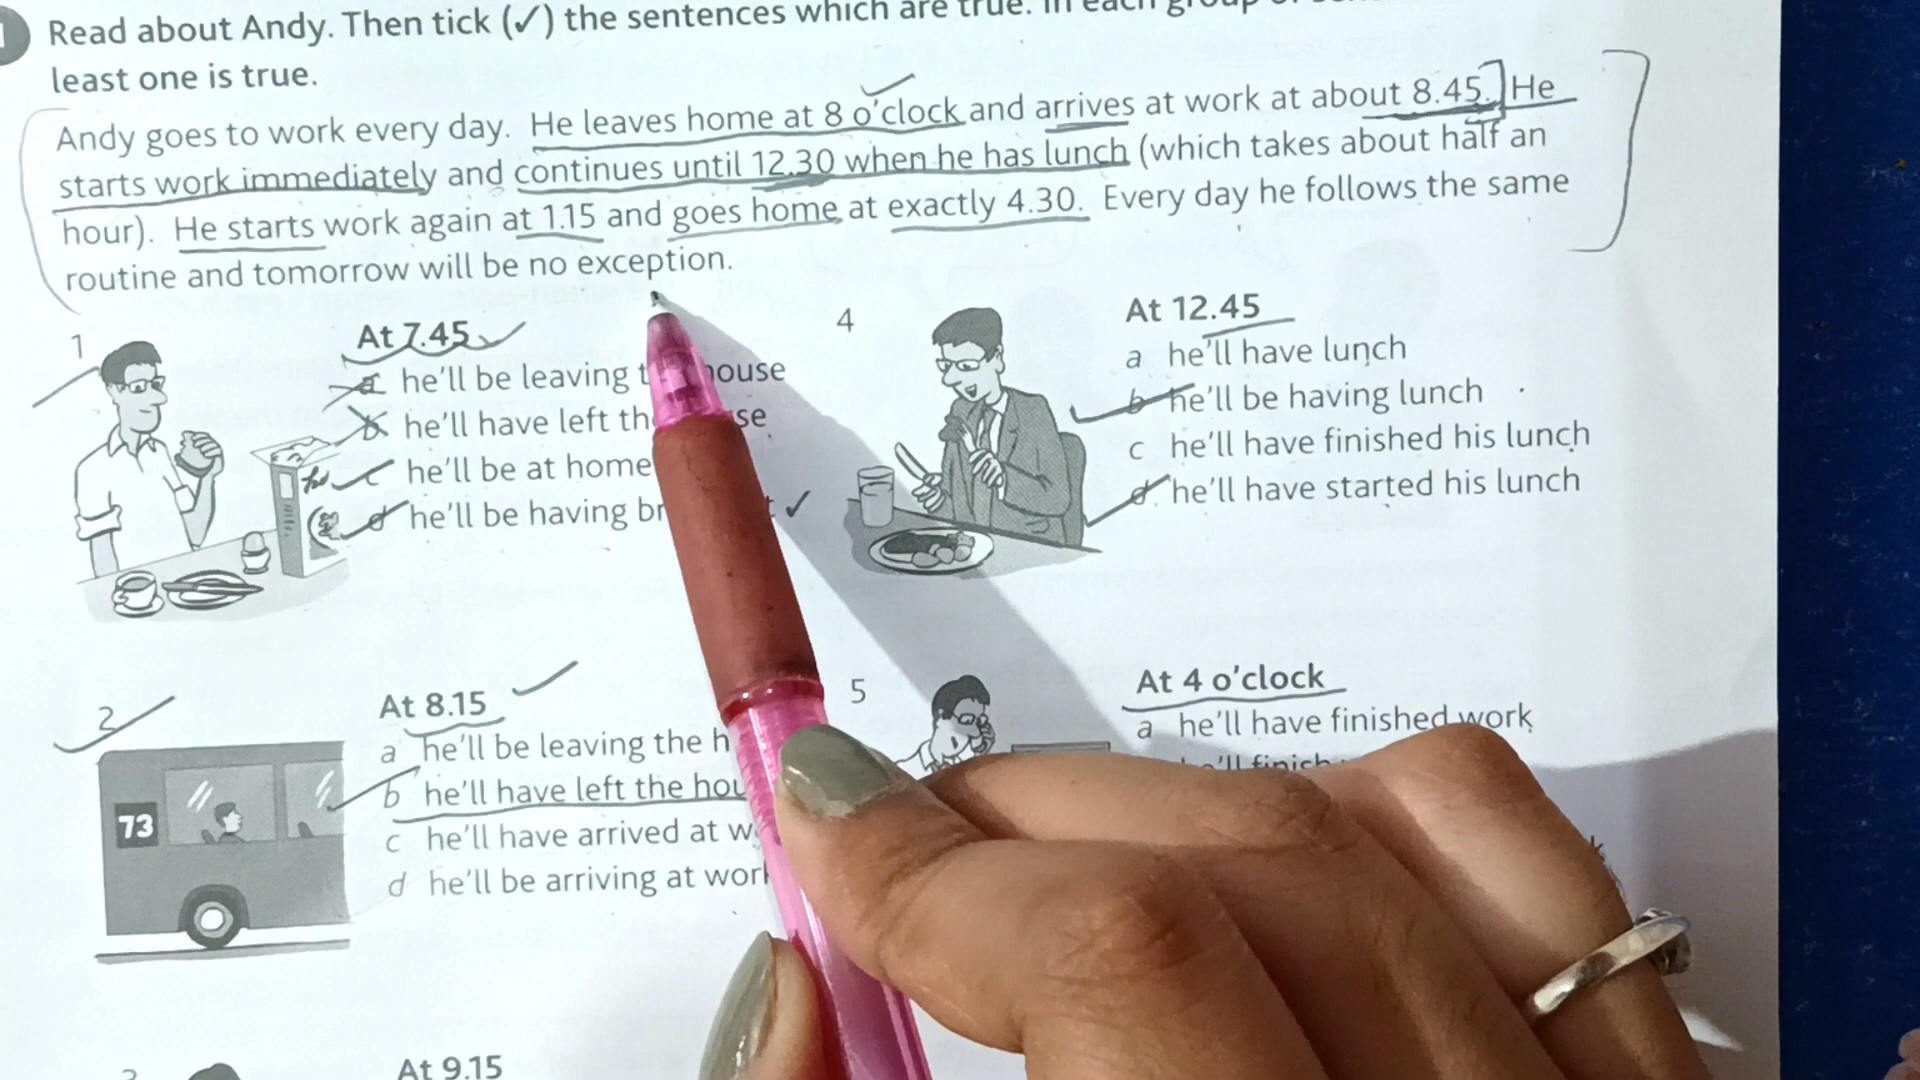 Read about Andy. Then tick (✓) the sentences which are true. In each group of
least one is true.
Andy goes to work every day. He leaves home at 8 o'clock and arrives at work at about 8.45. He
starts work immediately and continues until 12.30 when he has lunch (which takes about half an
hour). He starts work again at 1.15 and goes home at exactly 4.30. Every day he follows the same
routine and tomorrow will be no exception.
1
At 7.45
a he'll be leaving house
b he'll have left
c he'll be at home
d he'll be having
2
73
At 8.15
a he'll be leaving the
b he'll have left the
c he'll have arrived at
d he'll be arriving at
At 9.15
4
At 12.45
a he'll have lunch
b he'll be having lunch
c he'll have finished his lunch
d he'll have started his lunch
5
At 4 o'clock
a he'll have finished work